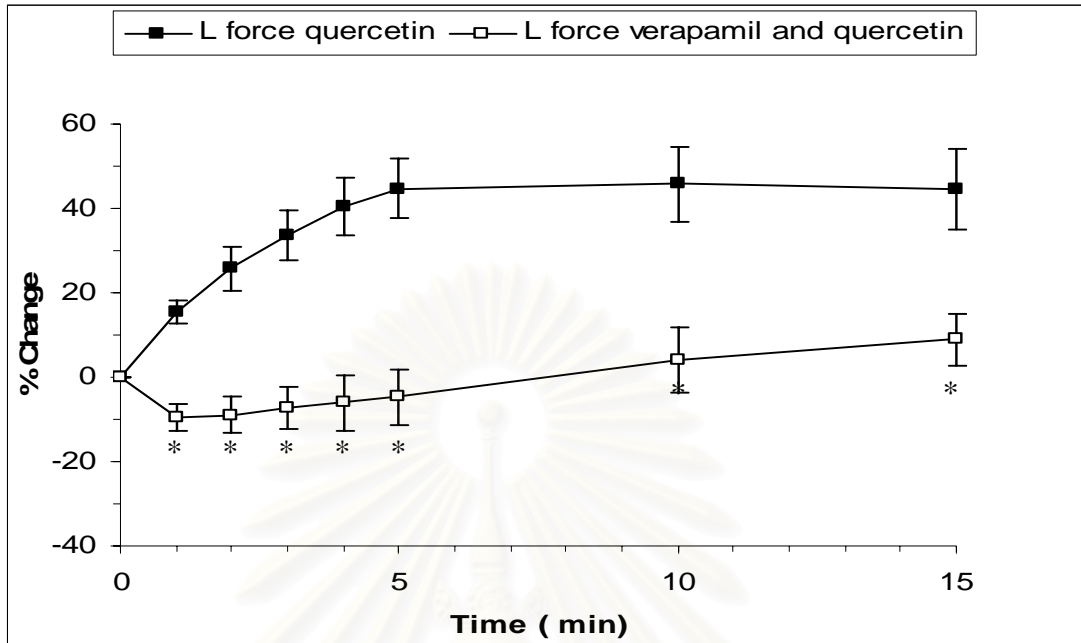 L force quercetin L force verapamil and quercetin
60
40
20
0
-20
-40
% Change
* * * * * * *
0 5 10 15
Time ( min)